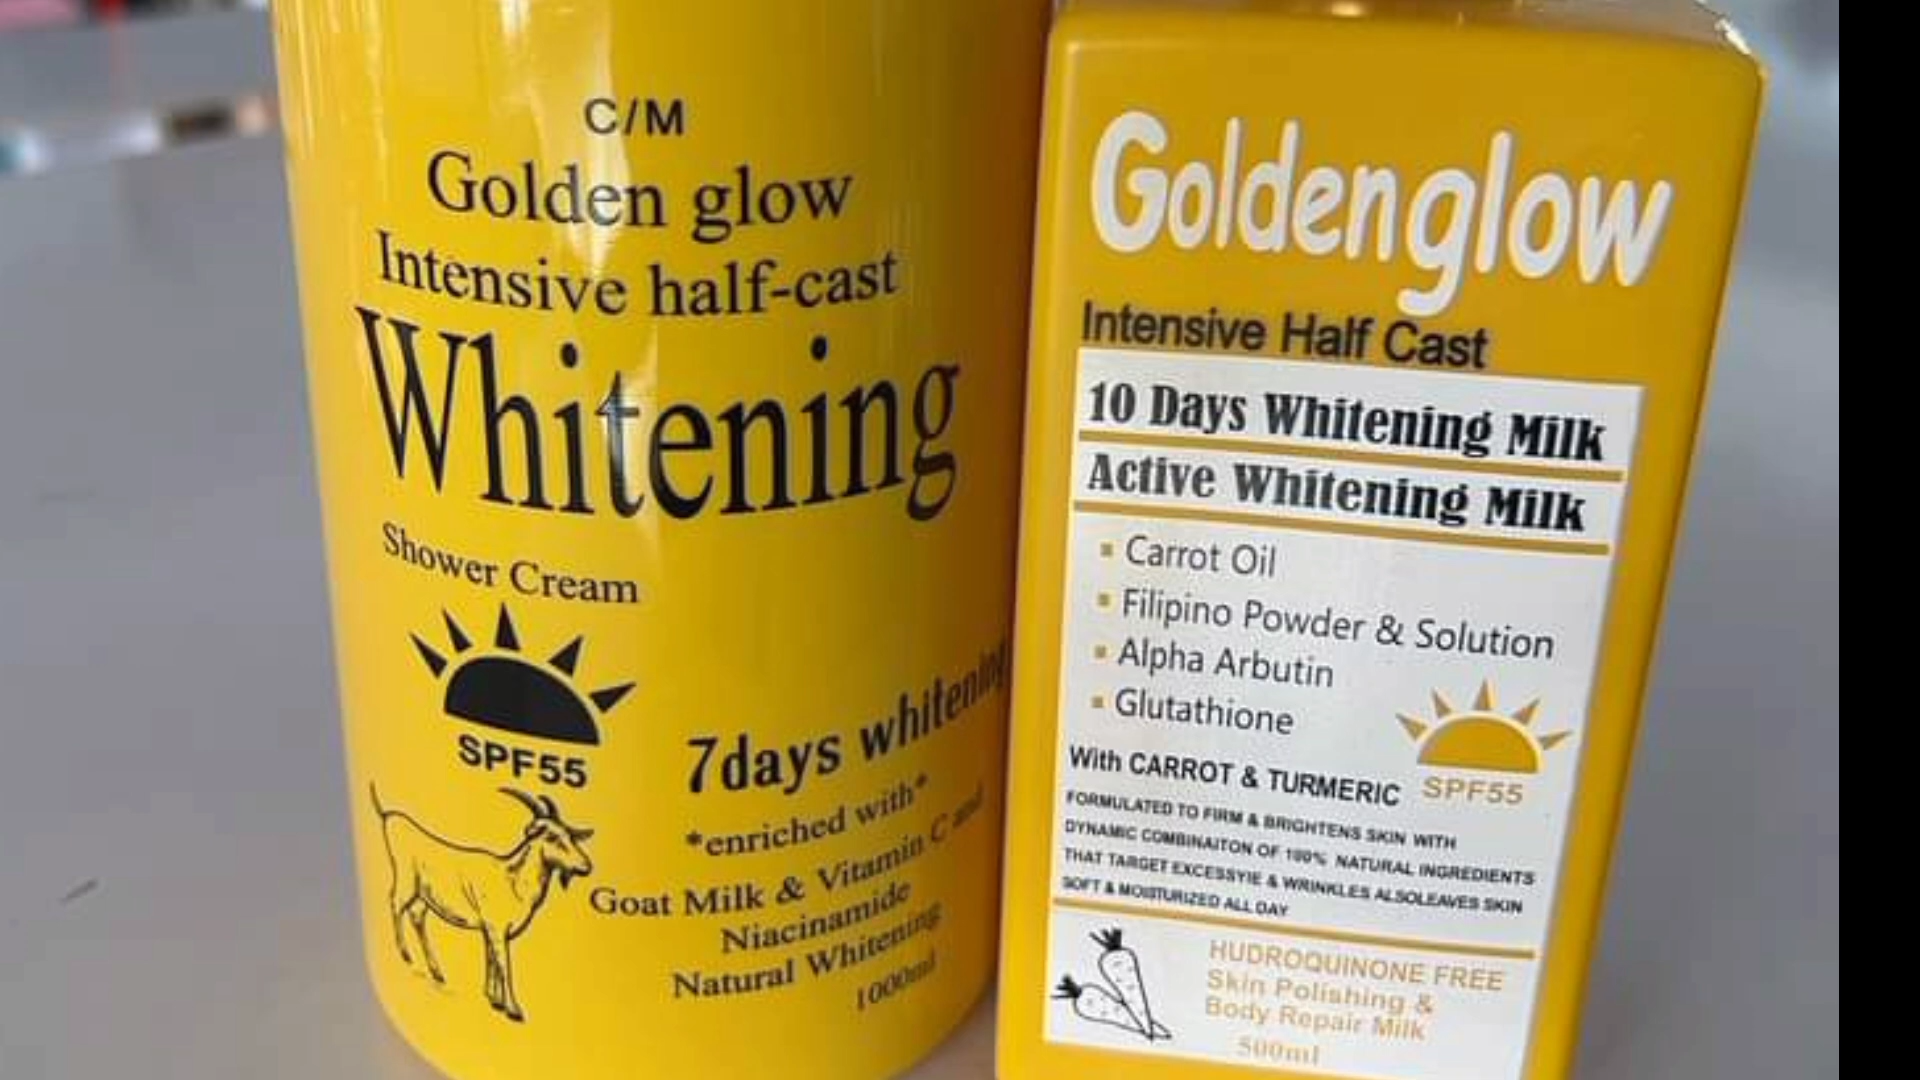 C/M
Golden glow
Intensive half-cast
Whitening
Shower Cream
SPF55
7days whitening
*enriched with*
Goat Milk & Vitamin C and
Niacinamide
Natural Whitening
1000ml
Goldenglow
Intensive Half Cast
10 Days Whitening Milk
Active Whitening Milk
▪ Carrot Oil
▪ Filipino Powder & Solution
▪ Alpha Arbutin
▪ Glutathione
With CARROT & TURMERIC
SPF55
FORMULATED TO FIRM & BRIGHTENS SKIN WITH
DYNAMIC COMBINAITON OF 100% NATURAL INGREDIENTS
THAT TARGET EXCESSYIE & WRINKLES ALSOLEAVES SKIN
SOFT & MOISTURIZED ALL DAY
HUDROQUINONE FREE
Skin Polishing &
Body Repair Milk
500ml